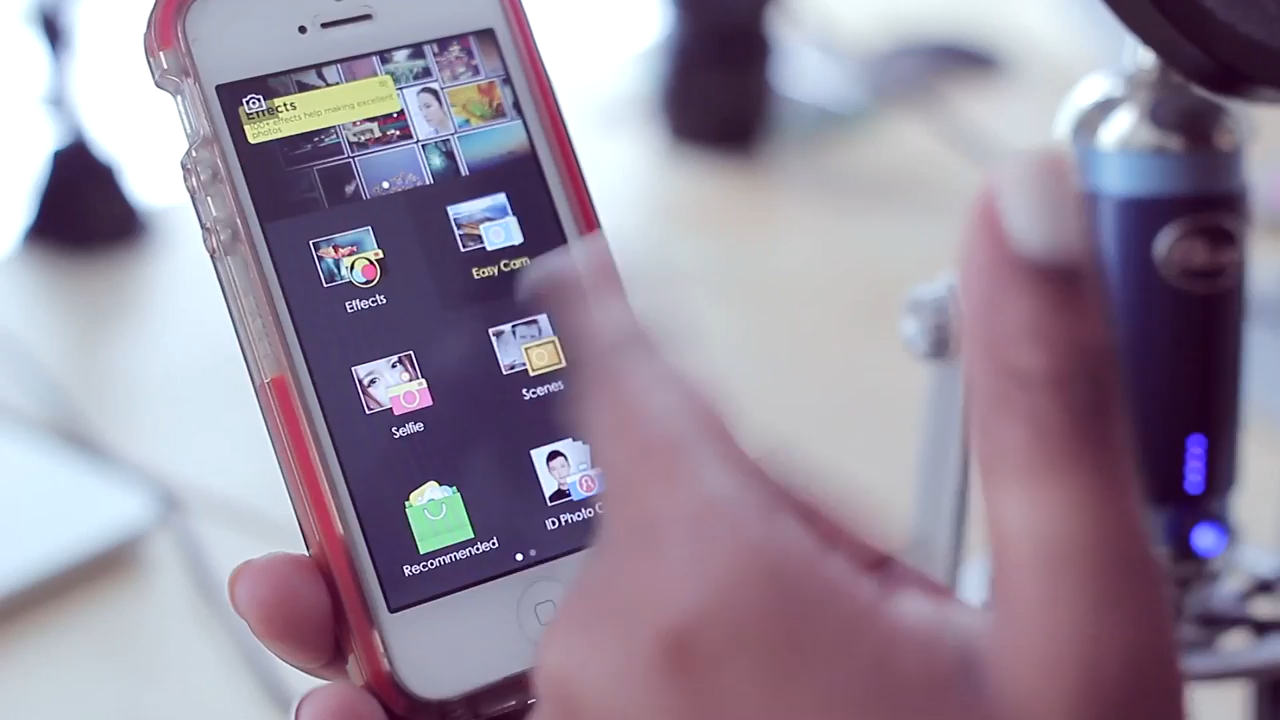 Effects
100+ effects help making excellent
photos
Effects
Easy Cam
Selfie
Scenes
Recommended
ID Photo